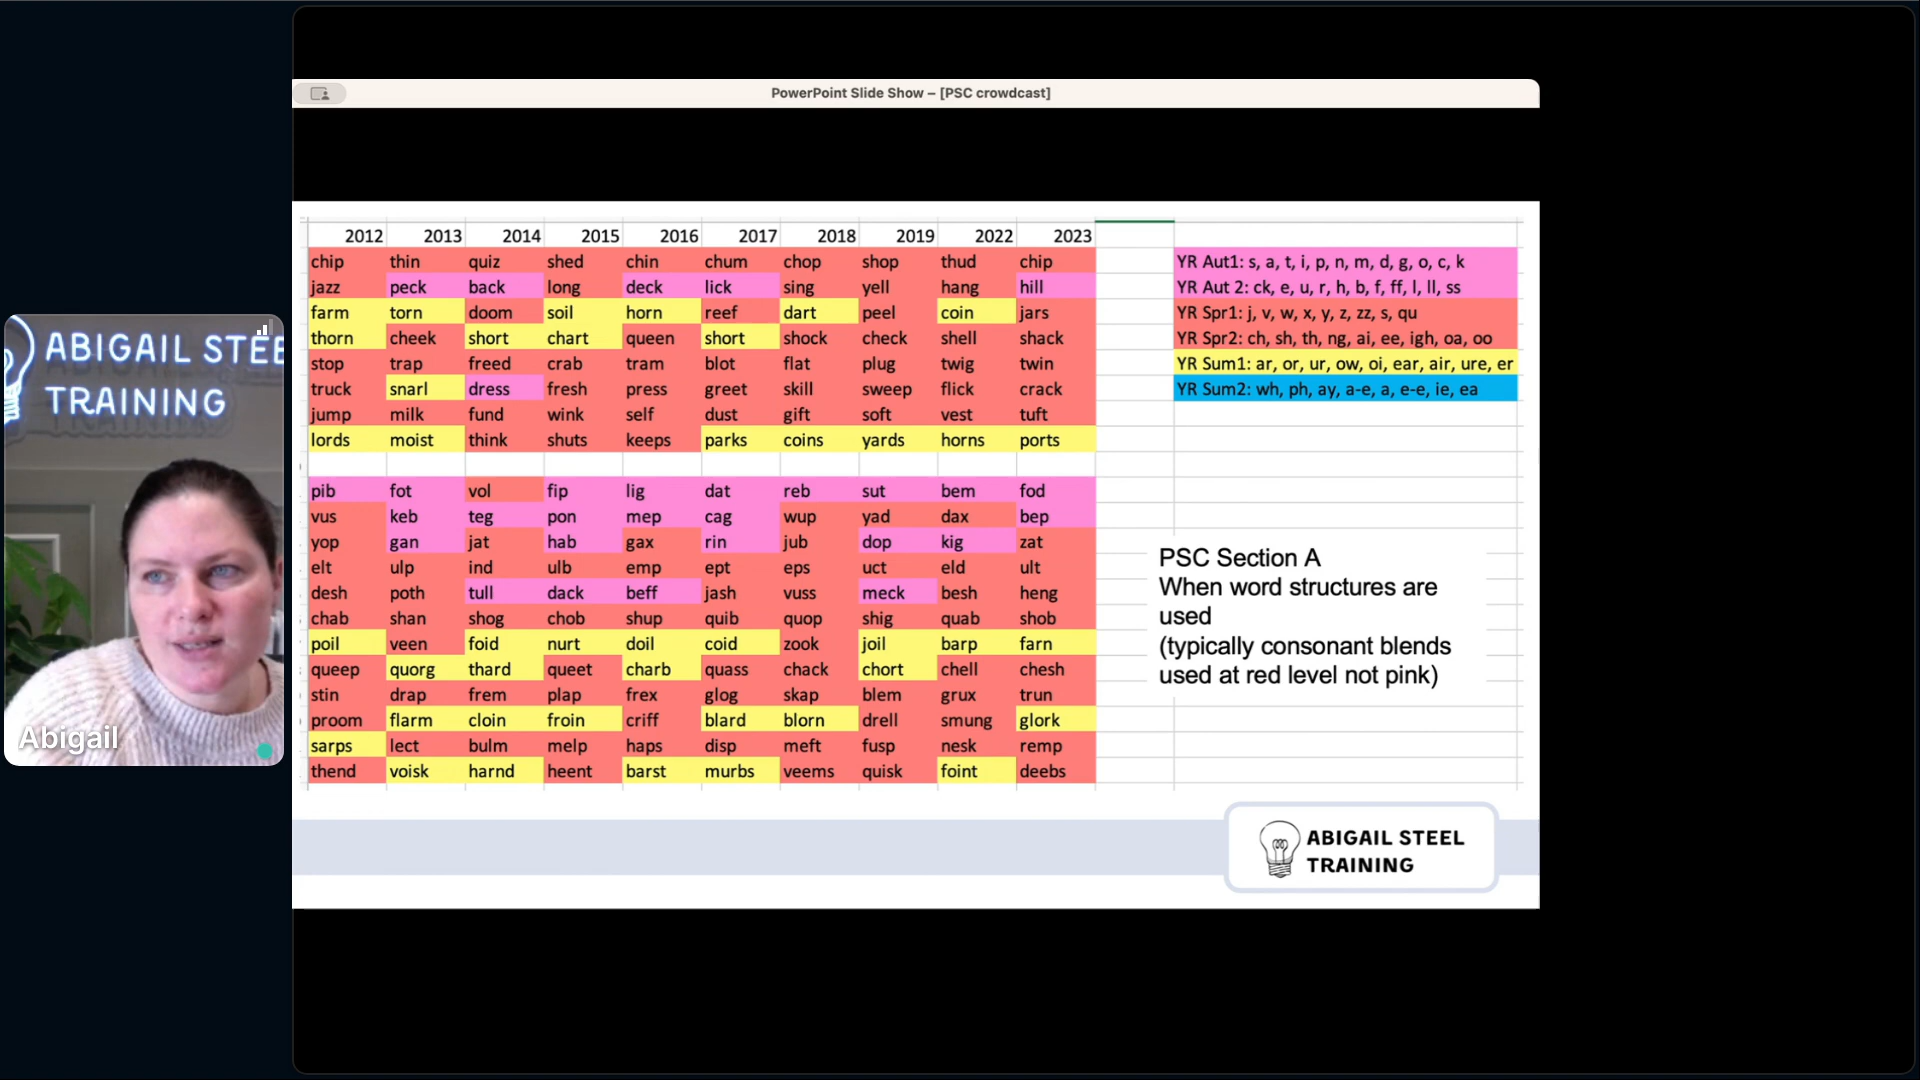 PowerPoint Slide Show – [PSC crowdcast]
ABIGAIL STEE
TRAINING
Abigail
2012 2013 2014 2015 2016 2017 2018 2019 2022 2023
chip thin quiz shed chin chum chop shop thud chip
jazz peck back long deck lick sing yell hang hill
farm torn doom soil horn reef dart peel coin jars
thorn cheek short chart queen short shock check shell shack
stop trap freed crab tram blot flat plug twig twin
truck snarl dress fresh press greet skill sweep flick crack
jump milk fund wink self dust gift soft vest tuft
lords moist think shuts keeps parks coins yards horns ports
pib fot vol fip lig dat reb sut bem fod
vus keb teg pon mep cag wup yad dax bep
yop gan jat hab gax rin jub dop kig zat
elt ulp ind ulb emp ept eps uct eld ult
desh poth tull dack beff jash vuss meck besh heng
chab shan shog chob shup quib quop shig quab shob
poil veen foid nurt doil coid zook joil barp farn
queep quorg thard queet charb quass chack chort chell chesh
stin drap frem plap frex glog skap blem grux trun
proom flarm cloin froin criff blard blorn drell smung glork
sarps lect bulm melp haps disp meft fusp nesk remp
thend voisk harnd heent barst murbs veems quisk foint deebs
YR Aut1: s, a, t, i, p, n, m, d, g, o, c, k
YR Aut 2: ck, e, u, r, h, b, f, ff, l, ll, ss
YR Spr1: j, v, w, x, y, z, zz, s, qu
YR Spr2: ch, sh, th, ng, ai, ee, igh, oa, oo
YR Sum1: ar, or, ur, ow, oi, ear, air, ure, er
YR Sum2: wh, ph, ay, a-e, a, e-e, ie, ea
PSC Section A
When word structures are
used
(typically consonant blends
used at red level not pink)
ABIGAIL STEEL
TRAINING